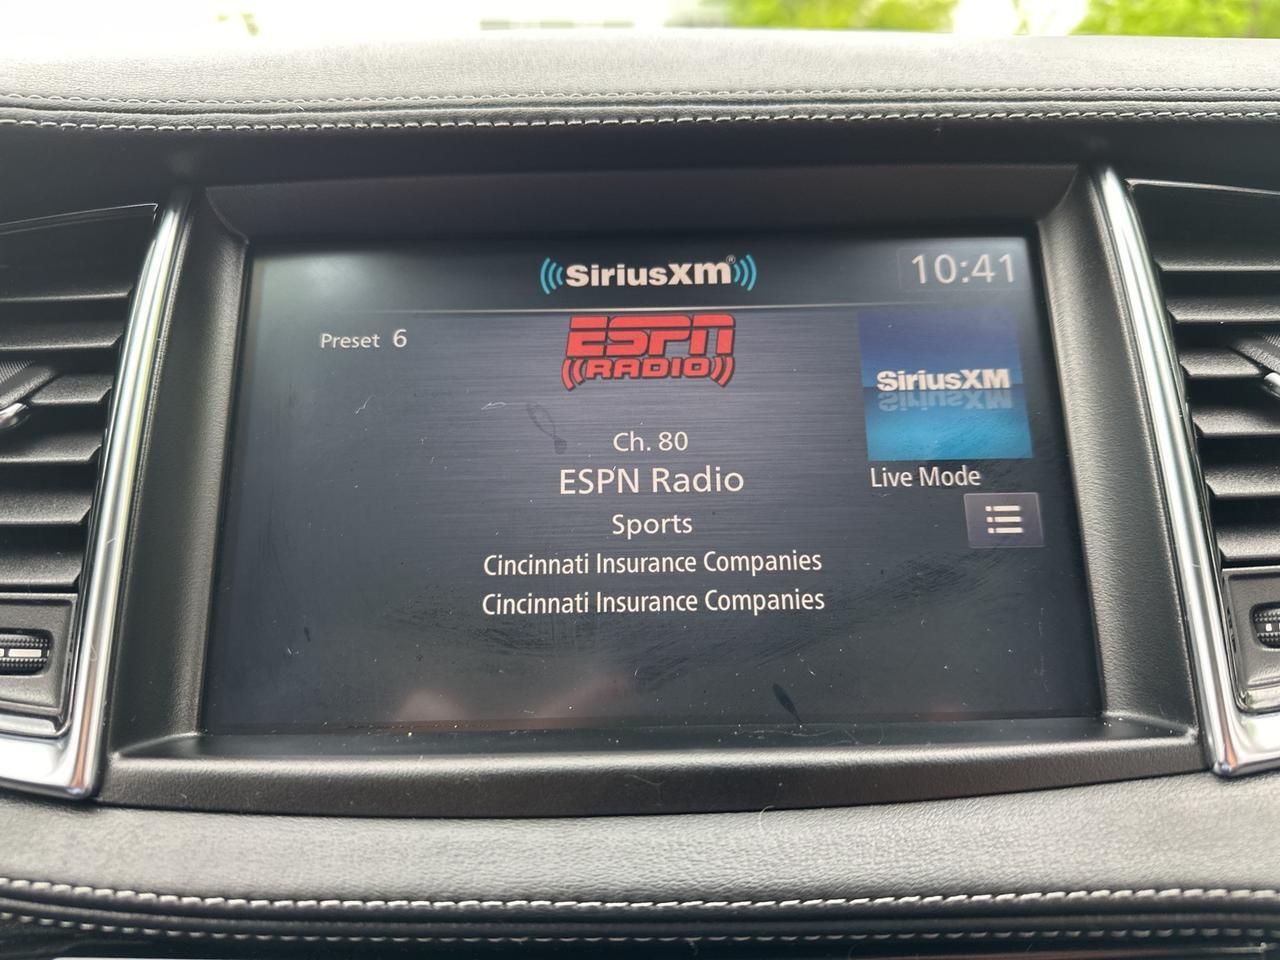 SiriusXM®
10:41
Preset 6
ESPN
RADIO
SiriusXM
Ch. 80
ESPN Radio
Live Mode
Sports
Cincinnati Insurance Companies
Cincinnati Insurance Companies